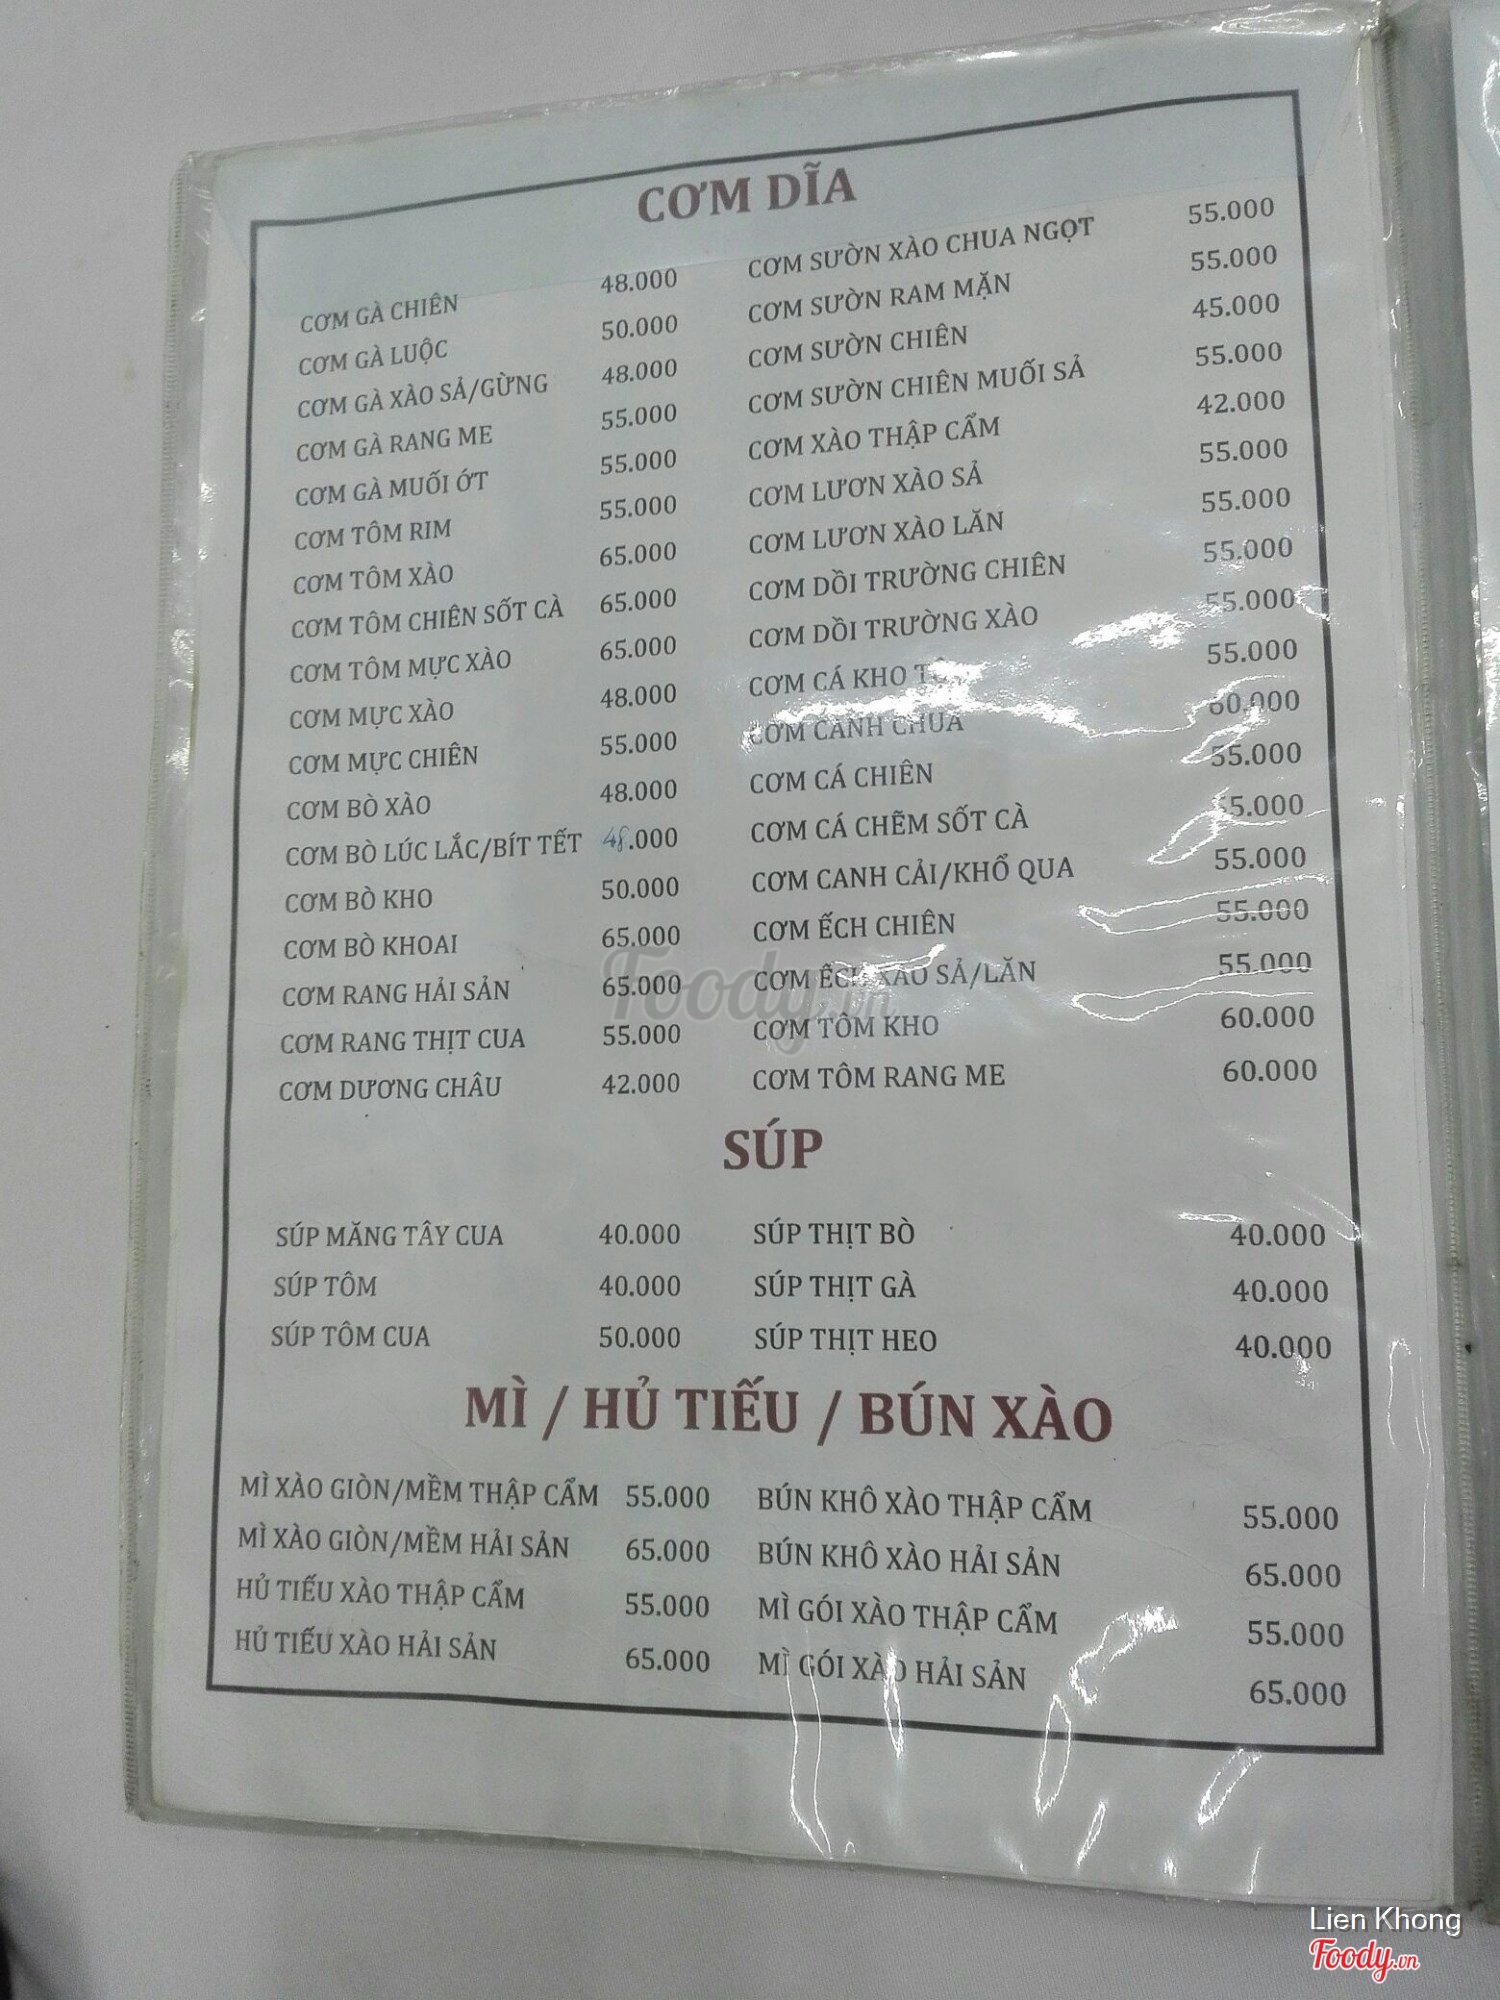 CƠM DĨA
CƠM GÀ CHIÊN 48.000 CƠM SƯỜN XÀO CHUA NGỌT 55.000
CƠM GÀ LUỘC 50.000 CƠM SƯỜN RAM MẶN 55.000
CƠM GÀ XÀO SẢ/GỪNG 48.000 CƠM SƯỜN CHIÊN 45.000
CƠM GÀ RANG ME 55.000 CƠM SƯỜN CHIÊN MUỐI SẢ 55.000
CƠM GÀ MUỐI ỚT 55.000 CƠM XÀO THẬP CẨM 42.000
CƠM TÔM RIM 55.000 CƠM LƯƠN XÀO SẢ 55.000
CƠM TÔM XÀO 65.000 CƠM LƯƠN XÀO LĂN 55.000
CƠM TÔM CHIÊN SỐT CÀ 65.000 CƠM DỒI TRƯỜNG CHIÊN 55.000
CƠM TÔM MỰC XÀO 65.000 CƠM DỒI TRƯỜNG XÀO 55.000
CƠM MỰC XÀO 48.000 CƠM CÁ KHO 55.000
CƠM MỰC CHIÊN 55.000 CƠM CANH CHUA 60.000
CƠM BÒ XÀO 48.000 CƠM CÁ CHIÊN 55.000
CƠM BÒ LÚC LẮC/BÍT TẾT 48.000 CƠM CÁ CHẼM SỐT CÀ 55.000
CƠM BÒ KHO 50.000 CƠM CANH CẢI/KHỔ QUA 55.000
CƠM BÒ KHOAI 65.000 CƠM ẾCH CHIÊN 55.000
CƠM RANG HẢI SẢN 65.000 CƠM ẾCH XÀO SẢ/LĂN 55.000
CƠM RANG THỊT CUA 55.000 CƠM TÔM KHO 60.000
CƠM DƯƠNG CHÂU 42.000 CƠM TÔM RANG ME 60.000
SÚP
SÚP MĂNG TÂY CUA 40.000 SÚP THỊT BÒ 40.000
SÚP TÔM 40.000 SÚP THỊT GÀ 40.000
SÚP TÔM CUA 50.000 SÚP THỊT HEO 40.000
MÌ / HỦ TIẾU / BÚN XÀO
MÌ XÀO GIÒN/MỀM THẬP CẨM 55.000 BÚN KHÔ XÀO THẬP CẨM 55.000
MÌ XÀO GIÒN/MỀM HẢI SẢN 65.000 BÚN KHÔ XÀO HẢI SẢN 65.000
HỦ TIẾU XÀO THẬP CẨM 55.000 MÌ GÓI XÀO THẬP CẨM 55.000
HỦ TIẾU XÀO HẢI SẢN 65.000 MÌ GÓI XÀO HẢI SẢN 65.000
Foody.vn
Lien Khong
Foody.vn